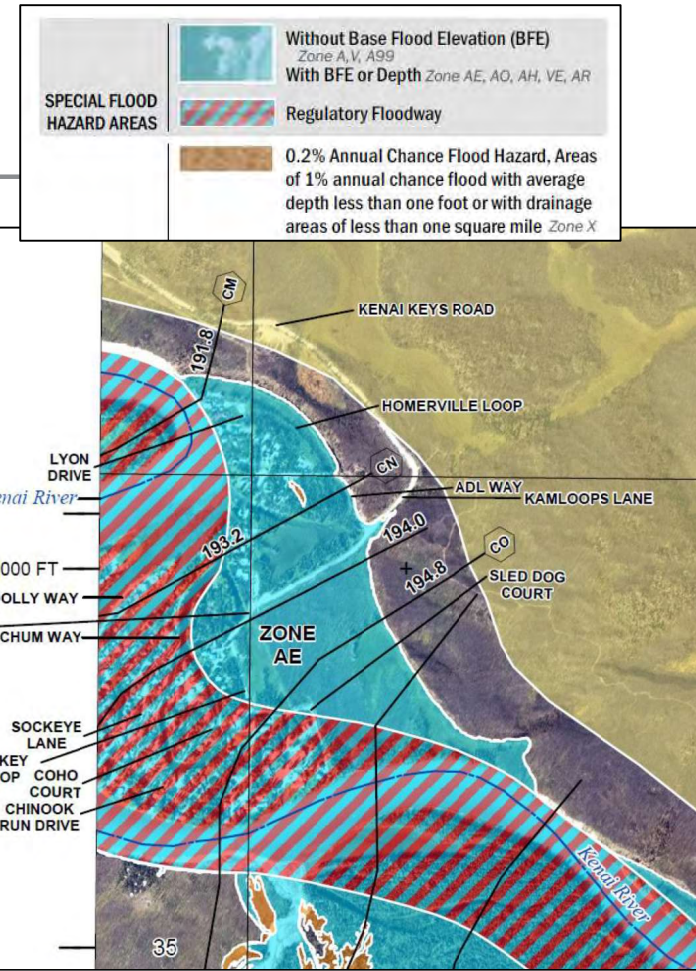 SPECIAL FLOOD
HAZARD AREAS
Without Base Flood Elevation (BFE)
Zone A,V, A99
With BFE or Depth Zone AE, AO, AH, VE, AR
Regulatory Floodway
0.2% Annual Chance Flood Hazard, Areas
of 1% annual chance flood with average
depth less than one foot or with drainage
areas of less than one square mile Zone X
CM
KENAI KEYS ROAD
191.8
HOMERVILLE LOOP
LYON
DRIVE
CN
ADL WAY
KAMLOOPS LANE
nai River
193.2
194.0
CO
000 FT
194.8
SLED DOG
COURT
OLLY WAY
CHUM WAY
ZONE
AE
SOCKEYE
LANE
KEY
OP
COHO
COURT
CHINOOK
RUN DRIVE
Kenai River
35